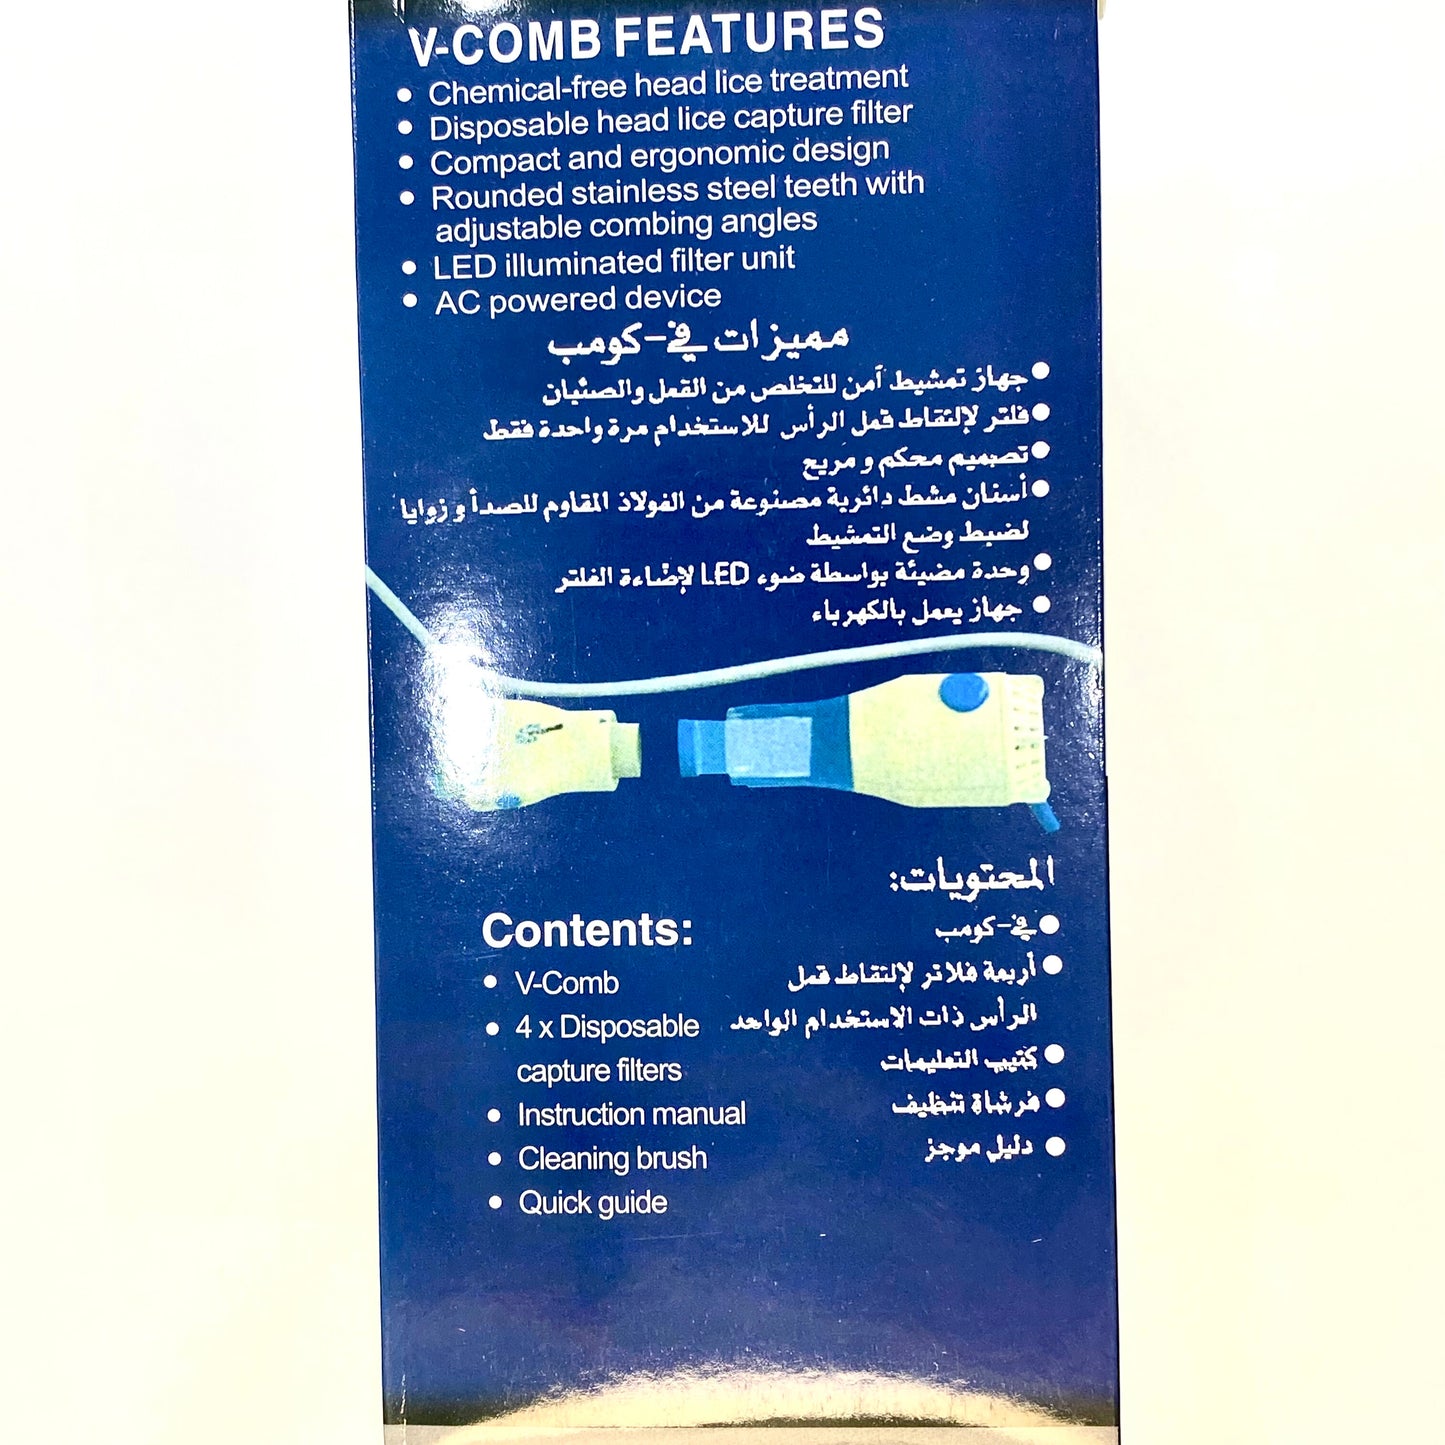 V-COMB FEATURES
• Chemical-free head lice treatment
• Disposable head lice capture filter
• Compact and ergonomic design
• Rounded stainless steel teeth with
adjustable combing angles
• LED illuminated filter unit
• AC powered device
مميزات في-كومب
• جهاز تمشيط آمن للتخلص من القمل والصئبان
• فلتر لإلتقاط قمل الرأس للاستخدام مرة واحدة فقط
• تصميم محكم و مريح
• أسنان مشط دائرية مصنوعة من الفولاذ المقاوم للصدأ و زوايا
لضبط وضع التمشيط
• وحدة مضيئة بواسطة ضوء LED لإضاءة الفلتر
• جهاز يعمل بالكهرباء
المحتويات:
• في-كومب
• أربعة فلاتر لإلتقاط قمل
الرأس ذات الاستخدام الواحد
• كتيب التعليمات
• فرشاة تنظيف
• دليل موجز
Contents:
• V-Comb
• 4 x Disposable
capture filters
• Instruction manual
• Cleaning brush
• Quick guide